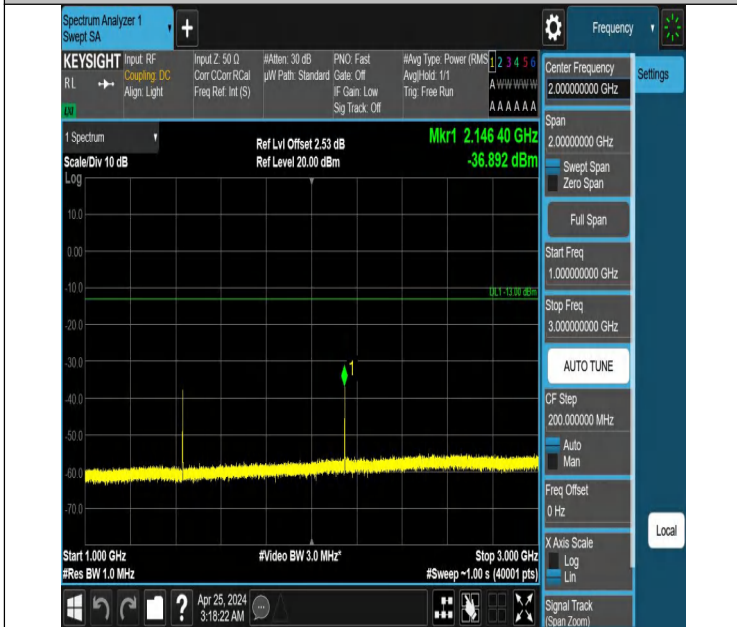 Spectrum Analyzer 1
Swept SA
+
Frequency
KEYSIGHT
RL
LXI
Input: RF
Coupling: DC
Align: Light
Input Z: 50 Ω
Corr CCorr RCal
Freq Ref: Int (S)
#Atten: 30 dB
µW Path: Standard
PNO: Fast
Gate: Off
IF Gain: Low
Sig Track: Off
#Avg Type: Power (RMS
Avg|Hold: 1/1
Trig: Free Run
1 2 3 4 5 6
A W W W W W
A A A A A A
1 Spectrum
Scale/Div 10 dB
Log
Ref Lvl Offset 2.53 dB
Ref Level 20.00 dBm
Mkr1 2.146 40 GHz
-36.892 dBm
10.0
0.00
-10.0
-20.0
-30.0
-40.0
-50.0
-60.0
-70.0
DL1 -13.00 dBm
1
Start 1.000 GHz
#Res BW 1.0 MHz
#Video BW 3.0 MHz*
Stop 3.000 GHz
#Sweep ~1.00 s (40001 pts)
?
Apr 25, 2024
3:18:22 AM
Center Frequency
2.000000000 GHz
Settings
Span
2.00000000 GHz
Swept Span
Zero Span
Full Span
Start Freq
1.000000000 GHz
Stop Freq
3.000000000 GHz
AUTO TUNE
CF Step
200.000000 MHz
Auto
Man
Freq Offset
0 Hz
X Axis Scale
Log
Lin
Local
Signal Track
(Span Zoom)